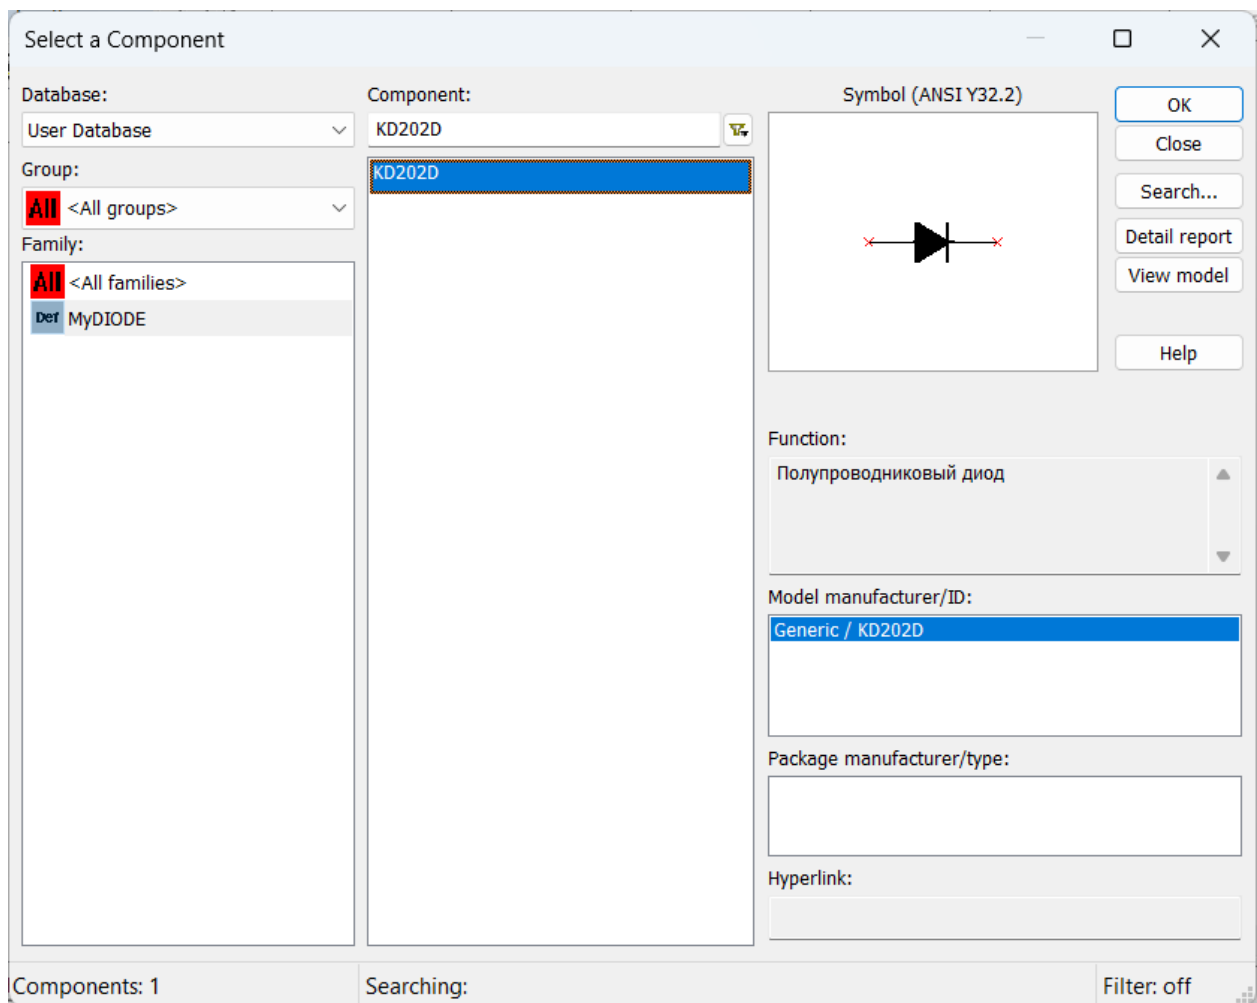 Select a Component
Database:
User Database
Group:
All <All groups>
Family:
All <All families>
Def MyDIODE
Component:
KD202D
KD202D
Symbol (ANSI Y32.2)
OK
Close
Search...
Detail report
View model
Help
Function:
Полупроводниковый диод
Model manufacturer/ID:
Generic / KD202D
Package manufacturer/type:
Hyperlink:
Components: 1
Searching:
Filter: off